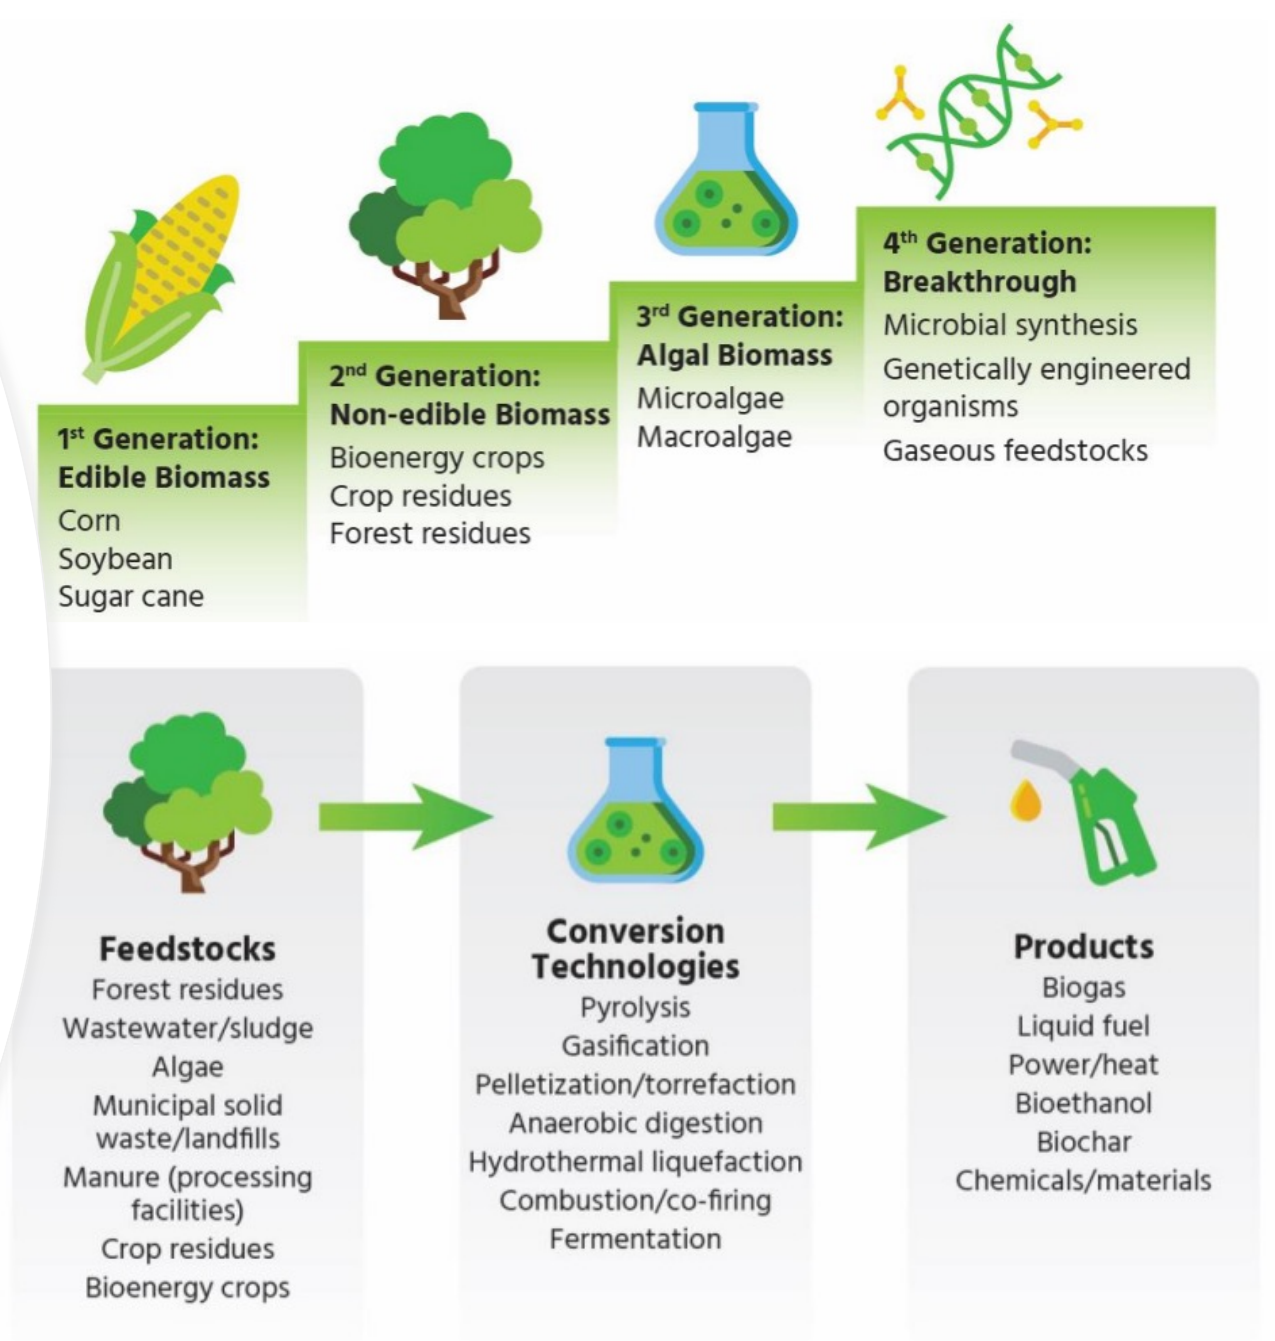 1st Generation:
Edible Biomass
Corn
Soybean
Sugar cane
2nd Generation:
Non-edible Biomass
Bioenergy crops
Crop residues
Forest residues
3rd Generation:
Algal Biomass
Microalgae
Macroalgae
4th Generation:
Breakthrough
Microbial synthesis
Genetically engineered
organisms
Gaseous feedstocks
Feedstocks
Forest residues
Wastewater/sludge
Algae
Municipal solid
waste/landfills
Manure (processing
facilities)
Crop residues
Bioenergy crops
Conversion
Technologies
Pyrolysis
Gasification
Pelletization/torrefaction
Anaerobic digestion
Hydrothermal liquefaction
Combustion/co-firing
Fermentation
Products
Biogas
Liquid fuel
Power/heat
Bioethanol
Biochar
Chemicals/materials